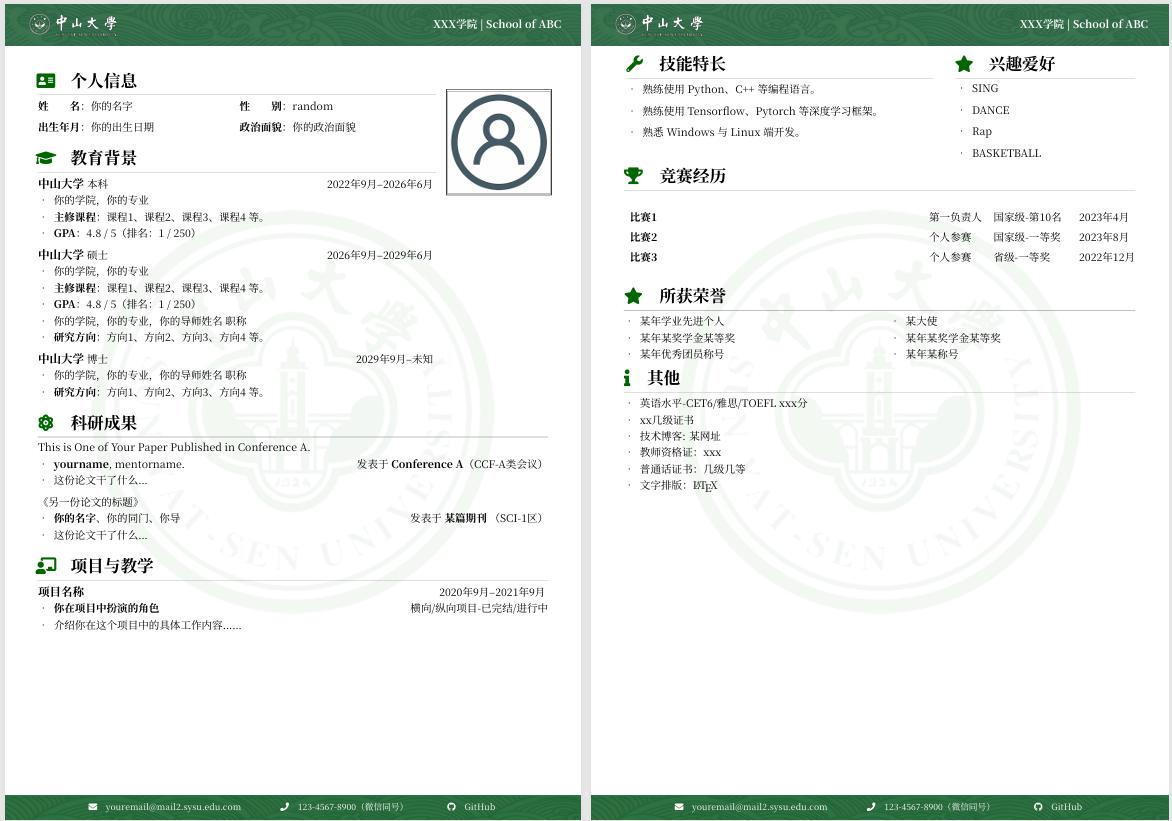 中山大學
XXX学院 | School of ABC
个人信息
姓 名：你的名字 性 别：random
出生年月：你的出生日期 政治面貌：你的政治面貌
教育背景
中山大学 本科 2022年9月–2026年6月
· 你的学院，你的专业
· 主修课程：课程1、课程2、课程3、课程4 等。
· GPA：4.8 / 5（排名：1 / 250）
中山大学 硕士 2026年9月–2029年6月
· 你的学院，你的专业
· 主修课程：课程1、课程2、课程3、课程4 等。
· GPA：4.8 / 5（排名：1 / 250）
· 你的学院，你的专业，你的导师姓名 职称
· 研究方向：方向1、方向2、方向3、方向4 等。
中山大学 博士 2029年9月–未知
· 你的学院，你的专业，你的导师姓名 职称
· 研究方向：方向1、方向2、方向3、方向4 等。
科研成果
This is One of Your Paper Published in Conference A.
· yourname, mentorname. 发表于 Conference A（CCF-A类会议）
· 这份论文干了什么...
《另一份论文的标题》
· 你的名字、你的同门、你导 发表于 某篇期刊 （SCI-1区）
· 这份论文干了什么...
项目与教学
项目名称 2020年9月–2021年9月
· 你在项目中扮演的角色 横向/纵向项目-已完结/进行中
· 介绍你在这个项目中的具体工作内容......
youremail@mail2.sysu.edu.com 123-4567-8900（微信同号） GitHub
中山大學
XXX学院 | School of ABC
技能特长
· 熟练使用 Python、C++ 等编程语言。
· 熟练使用 Tensorflow、Pytorch 等深度学习框架。
· 熟悉 Windows 与 Linux 端开发。
兴趣爱好
· SING
· DANCE
· Rap
· BASKETBALL
竞赛经历
比赛1 第一负责人 国家级-第10名 2023年4月
比赛2 个人参赛 国家级-一等奖 2023年8月
比赛3 个人参赛 省级-一等奖 2022年12月
所获荣誉
· 某年学业先进个人 · 某大使
· 某年某奖学金某等奖 · 某年某奖学金某等奖
· 某年优秀团员称号 · 某年某称号
其他
· 英语水平-CET6/雅思/TOEFL xxx分
· xx几级证书
· 技术博客: 某网址
· 教师资格证：xxx
· 普通话证书：几级几等
· 文字排版：LATEX
youremail@mail2.sysu.edu.com 123-4567-8900（微信同号） GitHub